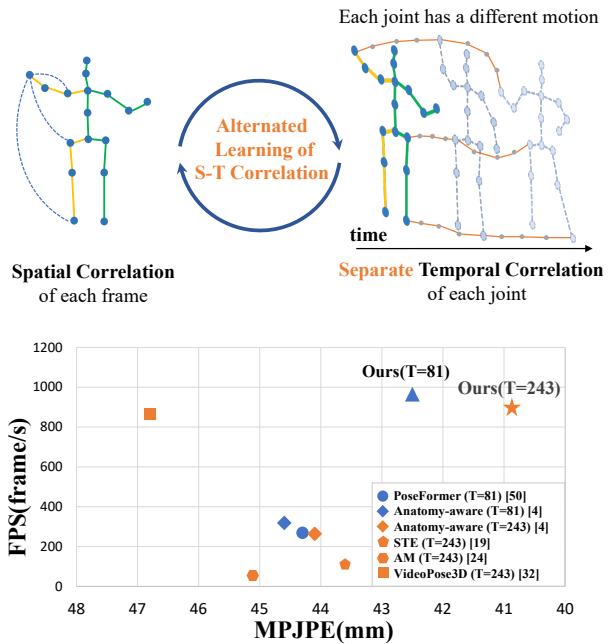 Each joint has a different motion
Alternated
Learning of
S-T Correlation
time
Spatial Correlation
of each frame
Separate Temporal Correlation
of each joint
1200
1000
800
600
400
200
0
FPS(frame/s)
Ours(T=81)
Ours(T=243)
PoseFormer (T=81) [50]
Anatomy-aware (T=81) [4]
Anatomy-aware (T=243) [4]
STE (T=243) [19]
AM (T=243) [24]
VideoPose3D (T=243) [32]
48 47 46 45 44 43 42 41 40
MPJPE(mm)